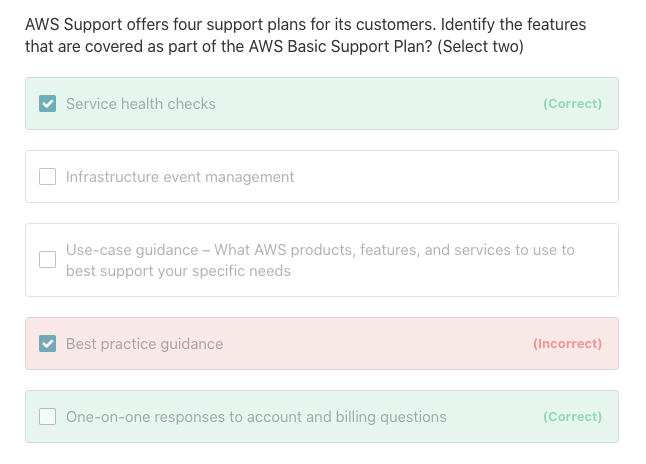 AWS Support offers four support plans for its customers. Identify the features
that are covered as part of the AWS Basic Support Plan? (Select two)
Service health checks (Correct)
Infrastructure event management
Use-case guidance – What AWS products, features, and services to use to
best support your specific needs
Best practice guidance (Incorrect)
One-on-one responses to account and billing questions (Correct)